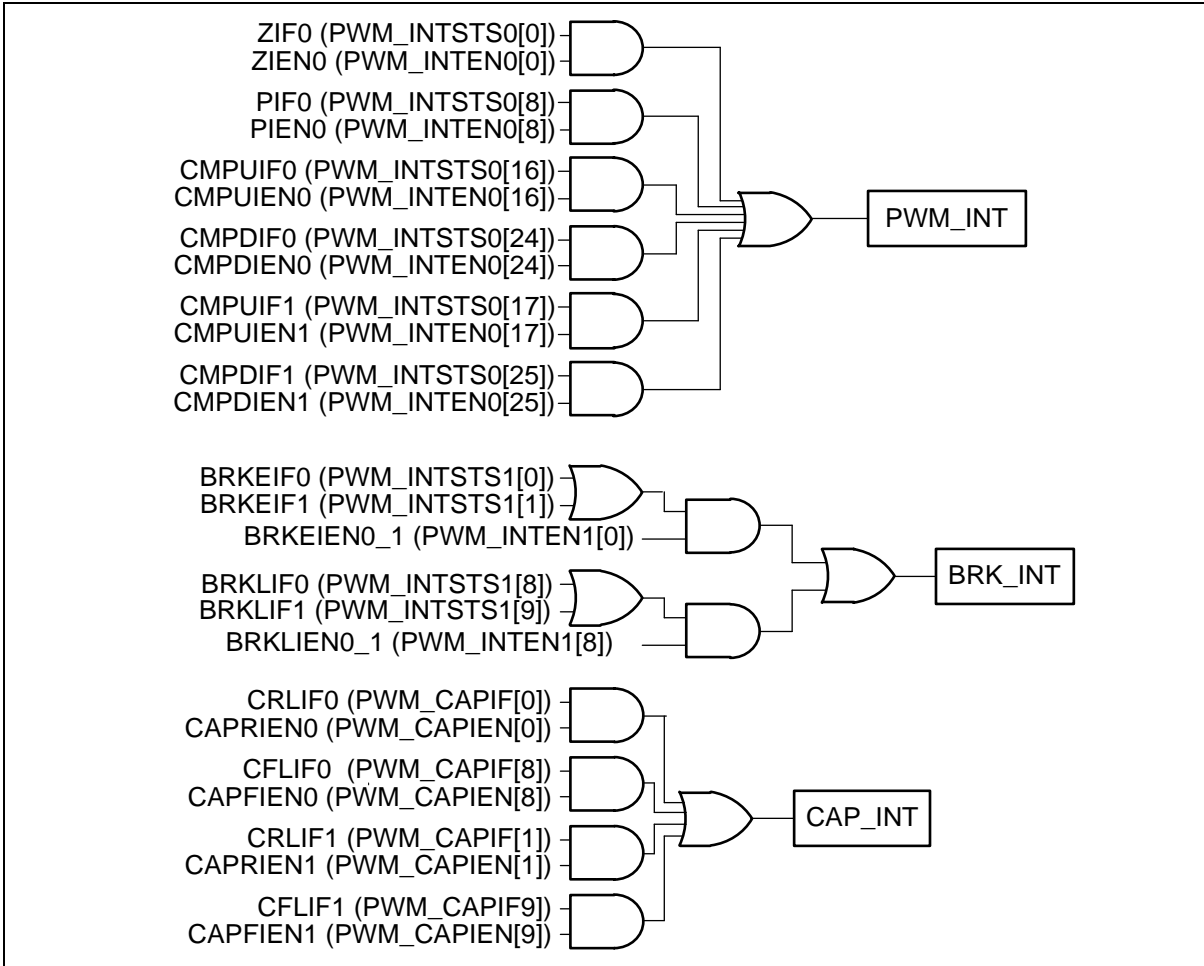 ZIF0 (PWM_INTSTS0[0])
ZIEN0 (PWM_INTEN0[0])
PIF0 (PWM_INTSTS0[8])
PIEN0 (PWM_INTEN0[8])
CMPUIF0 (PWM_INTSTS0[16])
CMPUIEN0 (PWM_INTEN0[16])
CMPDIF0 (PWM_INTSTS0[24])
CMPDIEN0 (PWM_INTEN0[24])
CMPUIF1 (PWM_INTSTS0[17])
CMPUIEN1 (PWM_INTEN0[17])
CMPDIF1 (PWM_INTSTS0[25])
CMPDIEN1 (PWM_INTEN0[25])
PWM_INT
BRKEIF0 (PWM_INTSTS1[0])
BRKEIF1 (PWM_INTSTS1[1])
BRKEIEN0_1 (PWM_INTEN1[0])
BRKLIF0 (PWM_INTSTS1[8])
BRKLIF1 (PWM_INTSTS1[9])
BRKLIEN0_1 (PWM_INTEN1[8])
BRK_INT
CRLIF0 (PWM_CAPIF[0])
CAPRIEN0 (PWM_CAPIEN[0])
CFLIF0 (PWM_CAPIF[8])
CAPFIEN0 (PWM_CAPIEN[8])
CRLIF1 (PWM_CAPIF[1])
CAPRIEN1 (PWM_CAPIEN[1])
CFLIF1 (PWM_CAPIF9])
CAPFIEN1 (PWM_CAPIEN[9])
CAP_INT